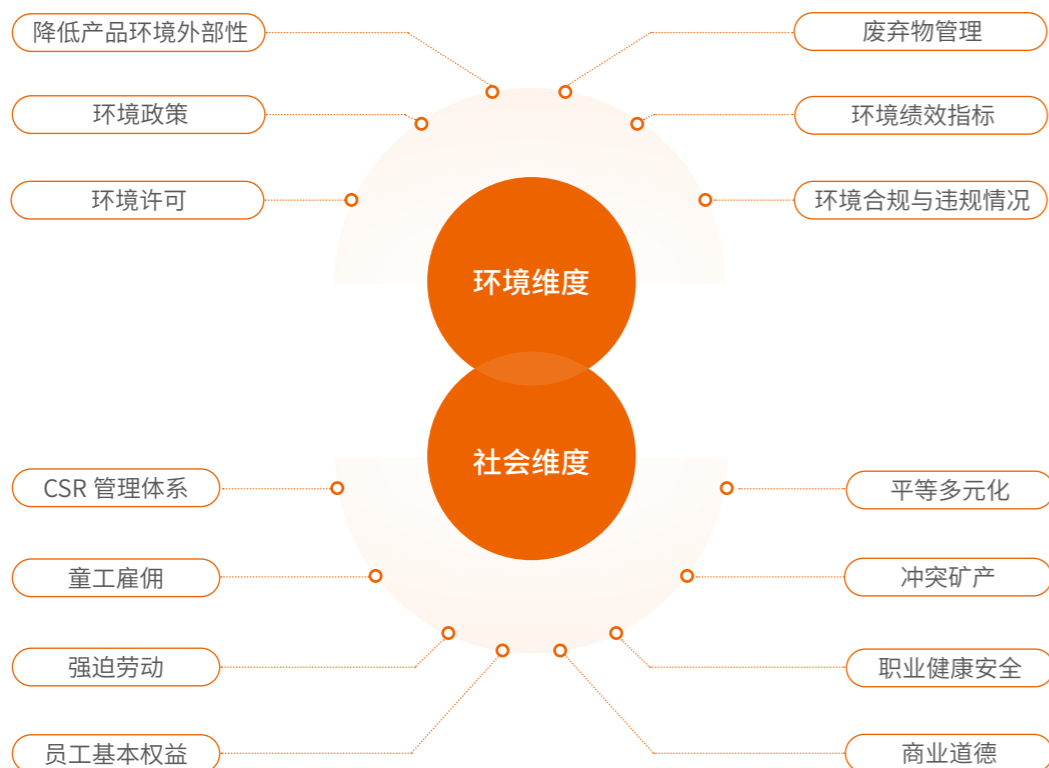 降低产品环境外部性
废弃物管理
环境政策
环境绩效指标
环境许可
环境合规与违规情况
环境维度
社会维度
CSR 管理体系
平等多元化
童工雇佣
冲突矿产
强迫劳动
职业健康安全
员工基本权益
商业道德